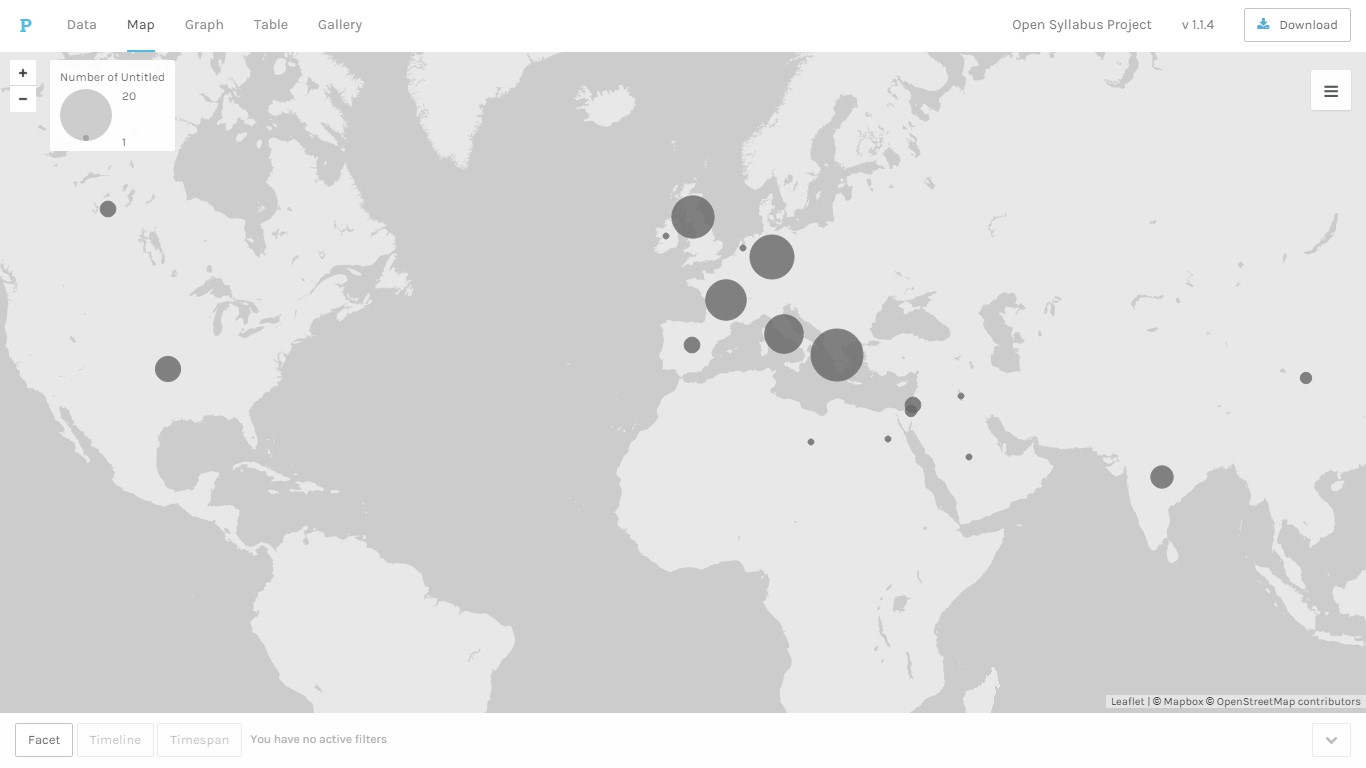 P Data Map Graph Table Gallery Open Syllabus Project v 1.1.4 Download
+
−
Number of Untitled
20
1
Leaflet | © Mapbox © OpenStreetMap contributors
Facet Timeline Timespan You have no active filters